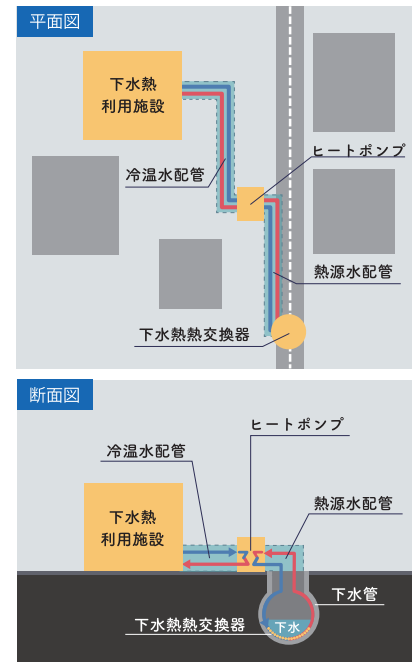 平面図
下水熱
利用施設
ヒートポンプ
冷温水配管
熱源水配管
下水熱熱交換器
断面図
ヒートポンプ
冷温水配管
熱源水配管
下水熱
利用施設
下水管
下水熱熱交換器
下水